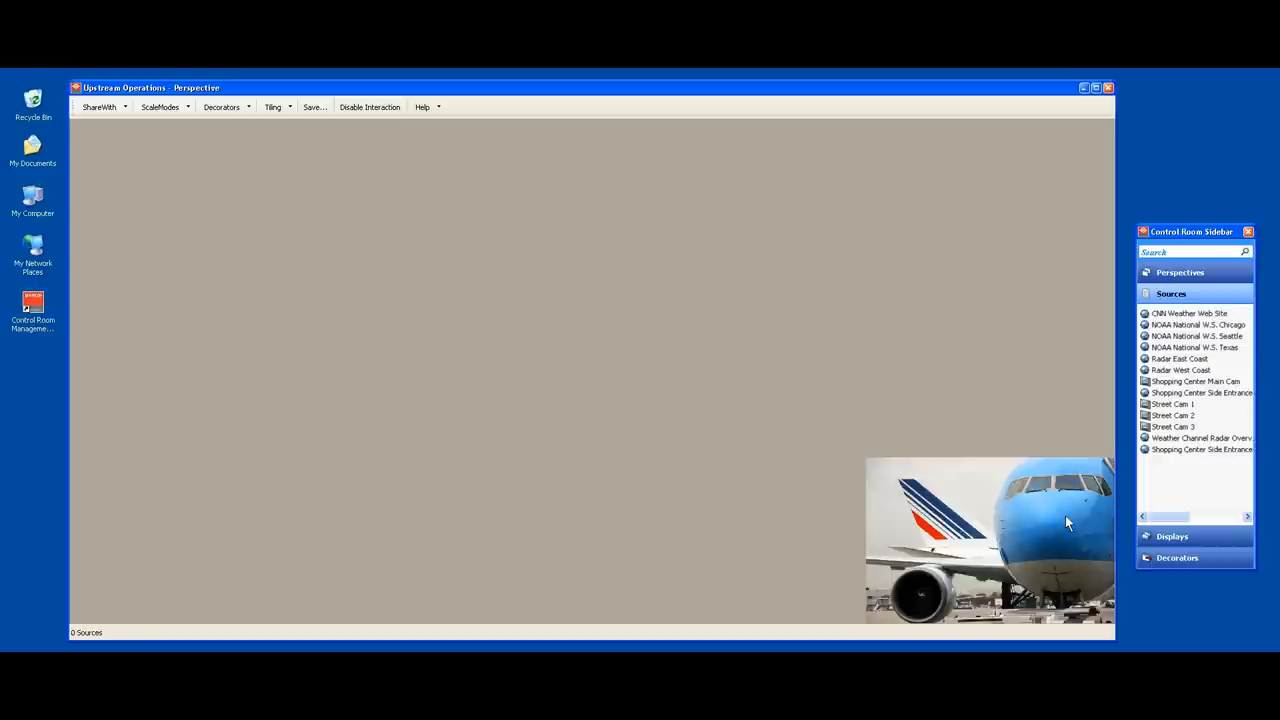 Upstream Operations - Perspective
ShareWith ScaleModes Decorators Tiling Save... Disable Interaction Help
Recycle Bin
My Documents
My Computer
My Network
Places
Control Room
Manageme...
0 Sources
Control Room Sidebar
Search
Perspectives
Sources
CNN Weather Web Site
NOAA National W.S. Chicago
NOAA National W.S. Seattle
NOAA National W.S. Texas
Radar East Coast
Radar West Coast
Shopping Center Main Cam
Shopping Center Side Entrance
Street Cam 1
Street Cam 2
Street Cam 3
Weather Channel Radar Overv
Shopping Center Side Entrance
Displays
Decorators